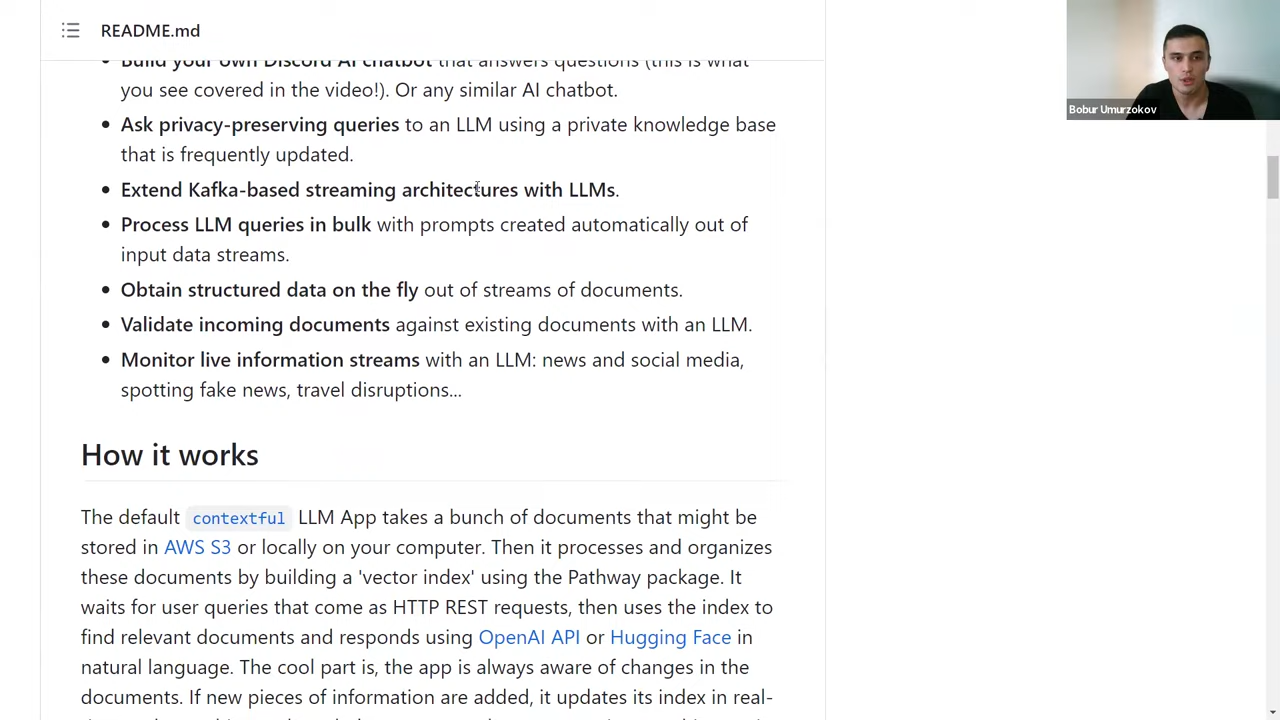 README.md
Build your own Discord AI chatbot that answers questions (this is what
you see covered in the video!). Or any similar AI chatbot.
Ask privacy-preserving queries to an LLM using a private knowledge base
that is frequently updated.
Extend Kafka-based streaming architectures with LLMs.
Process LLM queries in bulk with prompts created automatically out of
input data streams.
Obtain structured data on the fly out of streams of documents.
Validate incoming documents against existing documents with an LLM.
Monitor live information streams with an LLM: news and social media,
spotting fake news, travel disruptions...
How it works
The default contextful LLM App takes a bunch of documents that might be
stored in AWS S3 or locally on your computer. Then it processes and organizes
these documents by building a 'vector index' using the Pathway package. It
waits for user queries that come as HTTP REST requests, then uses the index to
find relevant documents and responds using OpenAI API or Hugging Face in
natural language. The cool part is, the app is always aware of changes in the
documents. If new pieces of information are added, it updates its index in real-
Bobur Umurzokov